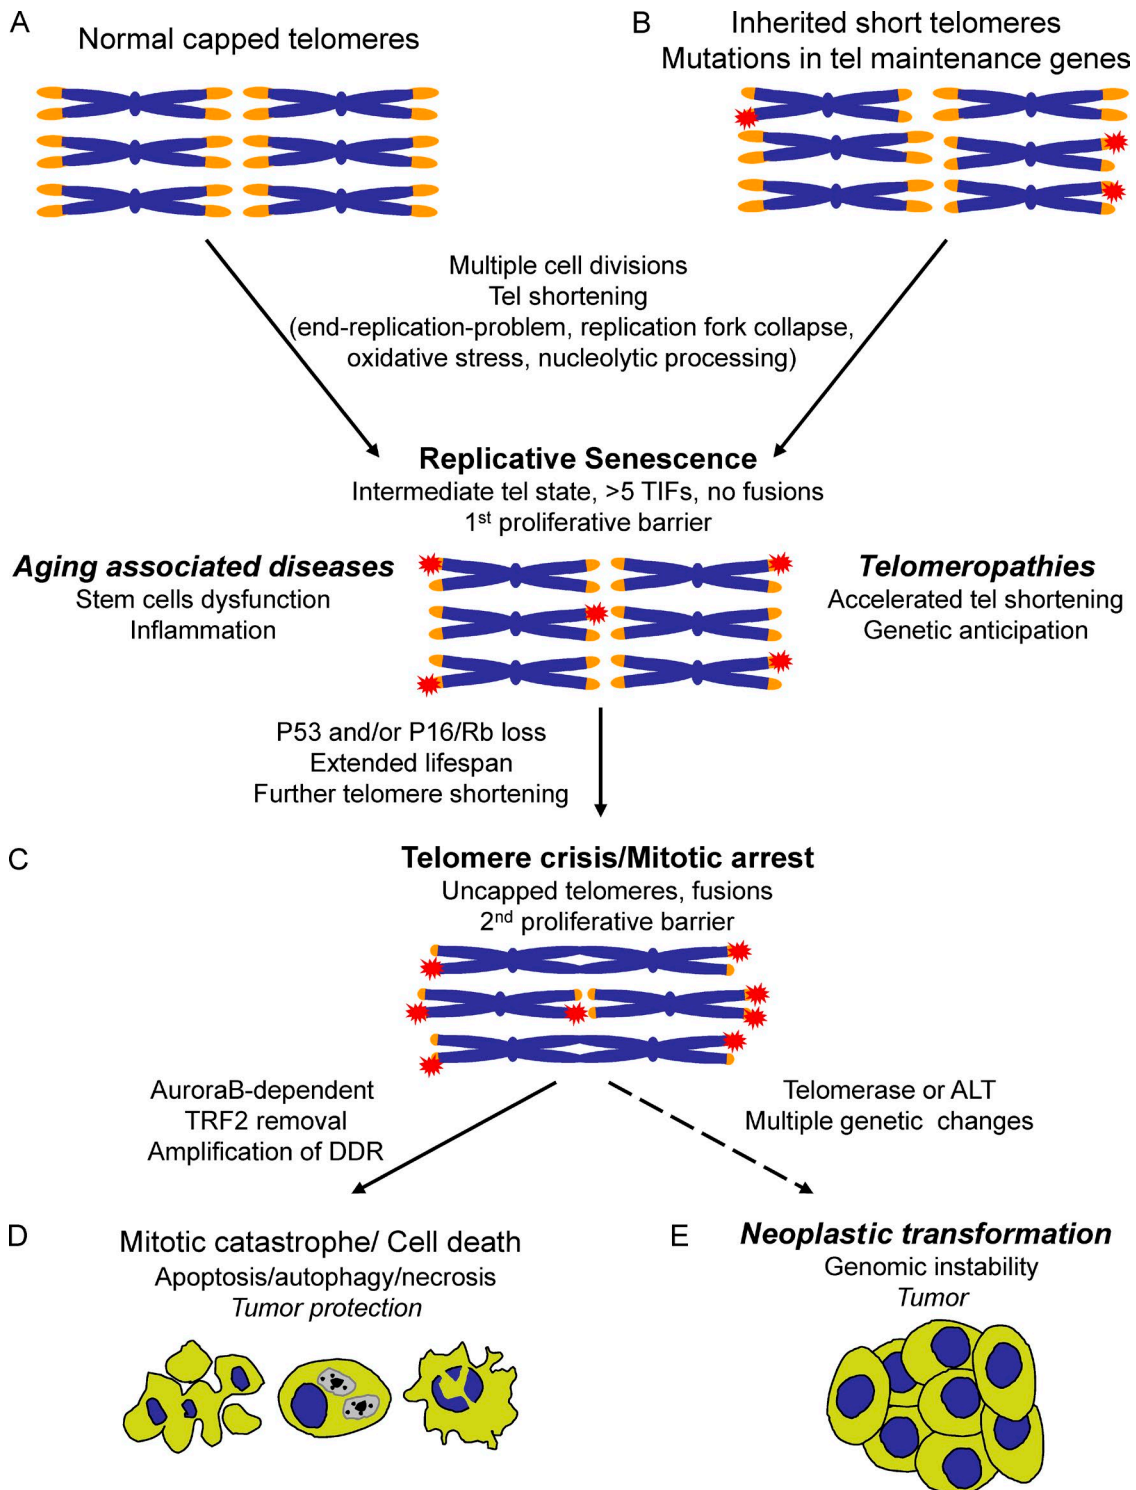 A
Normal capped telomeres
B
Inherited short telomeres
Mutations in tel maintenance genes
Multiple cell divisions
Tel shortening
(end-replication-problem, replication fork collapse,
oxidative stress, nucleolytic processing)
Replicative Senescence
Intermediate tel state, >5 TIFs, no fusions
1st proliferative barrier
Aging associated diseases
Stem cells dysfunction
Inflammation
Telomeropathies
Accelerated tel shortening
Genetic anticipation
P53 and/or P16/Rb loss
Extended lifespan
Further telomere shortening
C
Telomere crisis/Mitotic arrest
Uncapped telomeres, fusions
2nd proliferative barrier
AuroraB-dependent
TRF2 removal
Amplification of DDR
Telomerase or ALT
Multiple genetic changes
D
Mitotic catastrophe/ Cell death
Apoptosis/autophagy/necrosis
Tumor protection
E
Neoplastic transformation
Genomic instability
Tumor